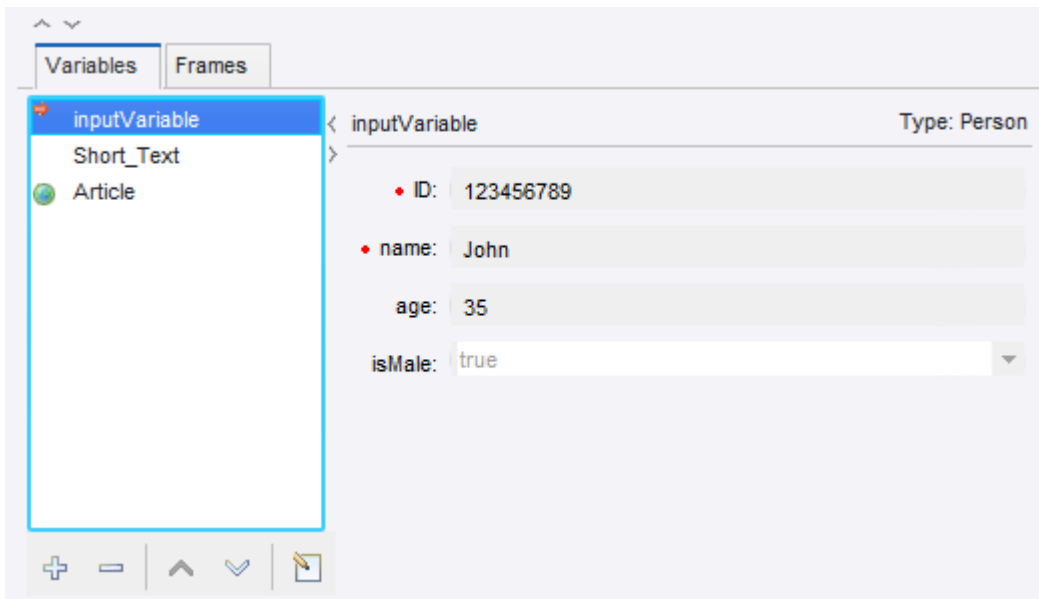 Variables Frames
inputVariable
Short_Text
Article
inputVariable Type: Person
ID: 123456789
name: John
age: 35
isMale: true